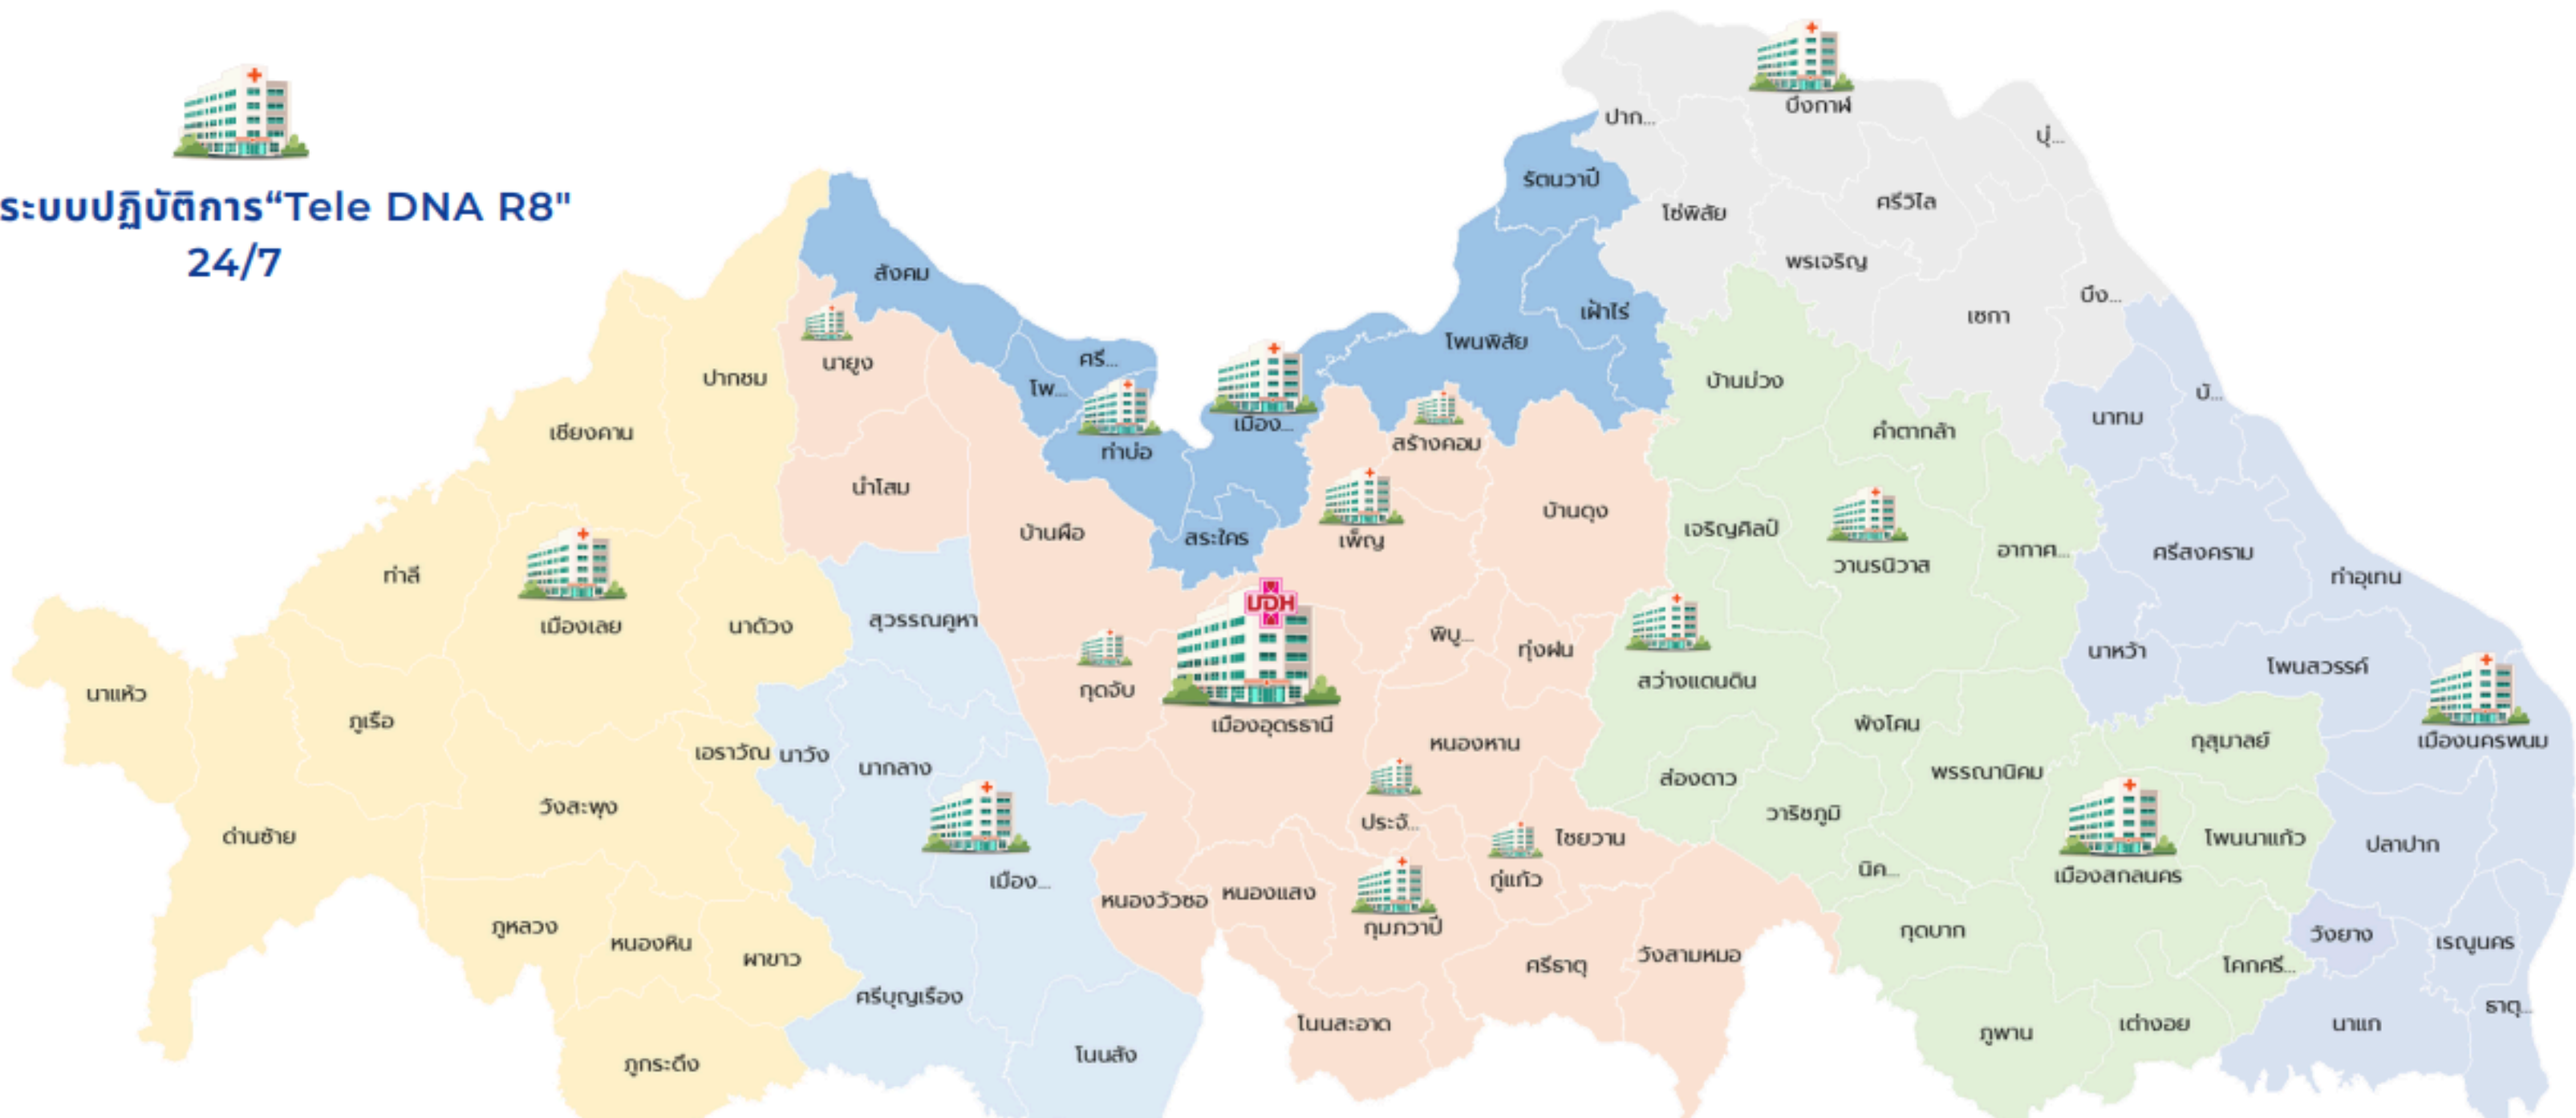 ระบบปฏิบัติการ“Tele DNA R8"
24/7
บึงกาฬ
ปาก...
บุ่...
รัตนวาปี
ศรีวิไล
โซ่พิสัย
พรเจริญ
สังคม
บึง...
เฝ้าไร่
เซกา
โพนพิสัย
ศรี...
นายูง
ปากชม
บ้านม่วง
โพ...
บ้...
นาทม
เมือง...
เชียงคาน
คำตากล้า
สร้างคอม
ท่าบ่อ
น้ำโสม
บ้านดุง
เจริญศิลป์
บ้านผือ
สระใคร
เพ็ญ
อากาศ...
ศรีสงคราม
วานรนิวาส
ท่าลี่
ท่าอุเทน
สุวรรณคูหา
เมืองเลย
นาด้วง
พิบู...
ทุ่งฝน
นาหว้า
โพนสวรรค์
สว่างแดนดิน
กุดจับ
นาแห้ว
ภูเรือ
เมืองอุดรธานี
พังโคน
หนองหาน
กุสุมาลย์
เมืองนครพนม
เอราวัณ
นาวัง
นากลาง
พรรณานิคม
ส่องดาว
วังสะพุง
วาริชภูมิ
ประจั...
ด่านซ้าย
ไชยวาน
โพนนาแก้ว
ปลาปาก
นิค...
เมืองสกลนคร
เมือง...
กู่แก้ว
หนองวัวซอ
หนองแสง
กุมภวาปี
ภูหลวง
กุดบาก
วังยาง
เรณูนคร
หนองหิน
ผาขาว
วังสามหมอ
ศรีธาตุ
โคกศรี...
ศรีบุญเรือง
ธาตุ...
โนนสะอาด
ภูพาน
เต่างอย
นาแก
โนนสัง
ภูกระดึง
UDH